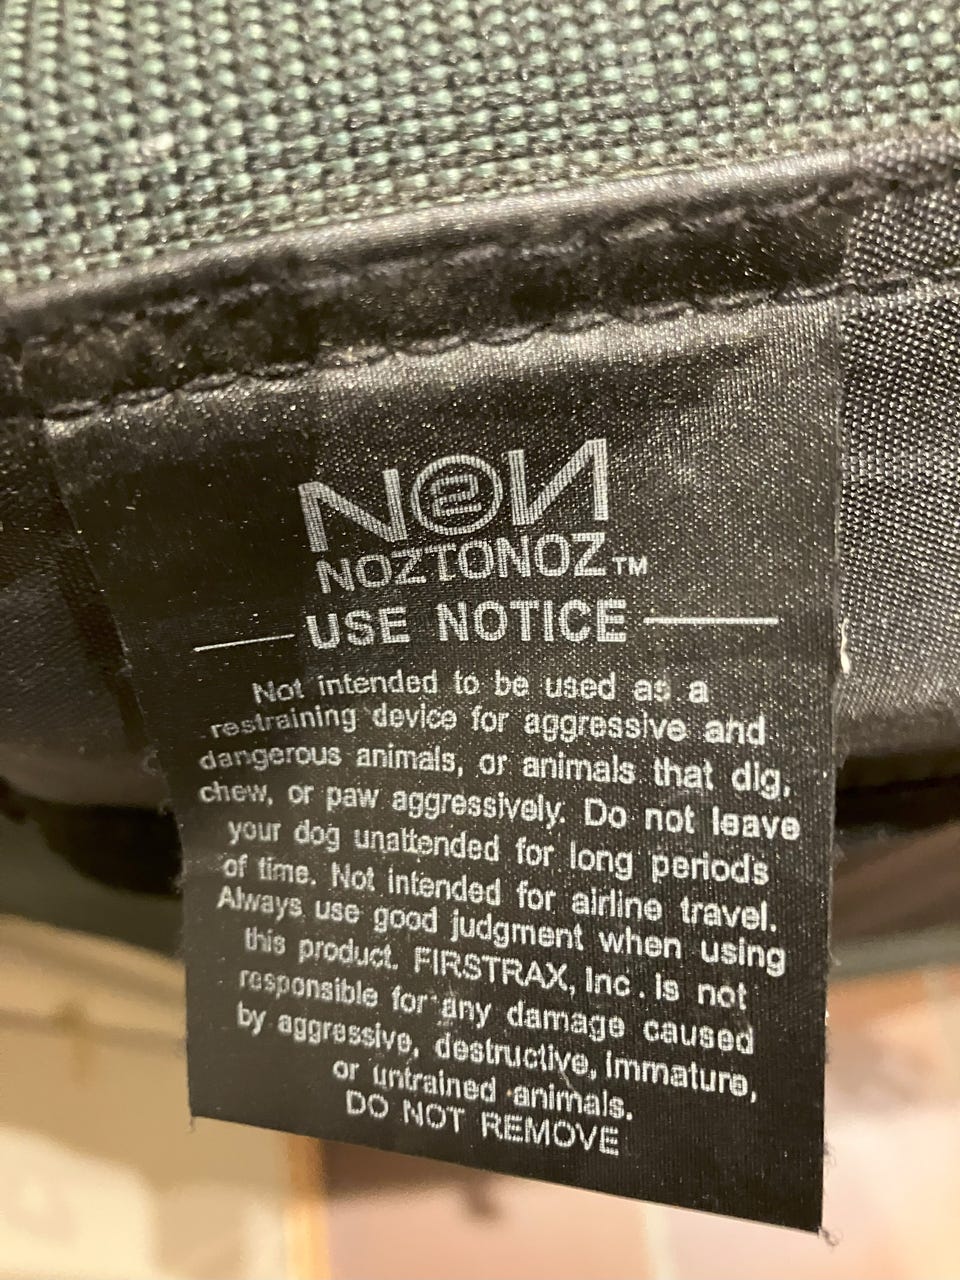 N2N
NOZTONOZ™
USE NOTICE
Not intended to be used as a
restraining device for aggressive and
dangerous animals, or animals that dig,
chew, or paw aggressively. Do not leave
your dog unattended for long periods
of time. Not intended for airline travel.
Always use good judgment when using
this product. FIRSTRAX, Inc. is not
responsible for any damage caused
by aggressive, destructive, immature,
or untrained animals.
DO NOT REMOVE